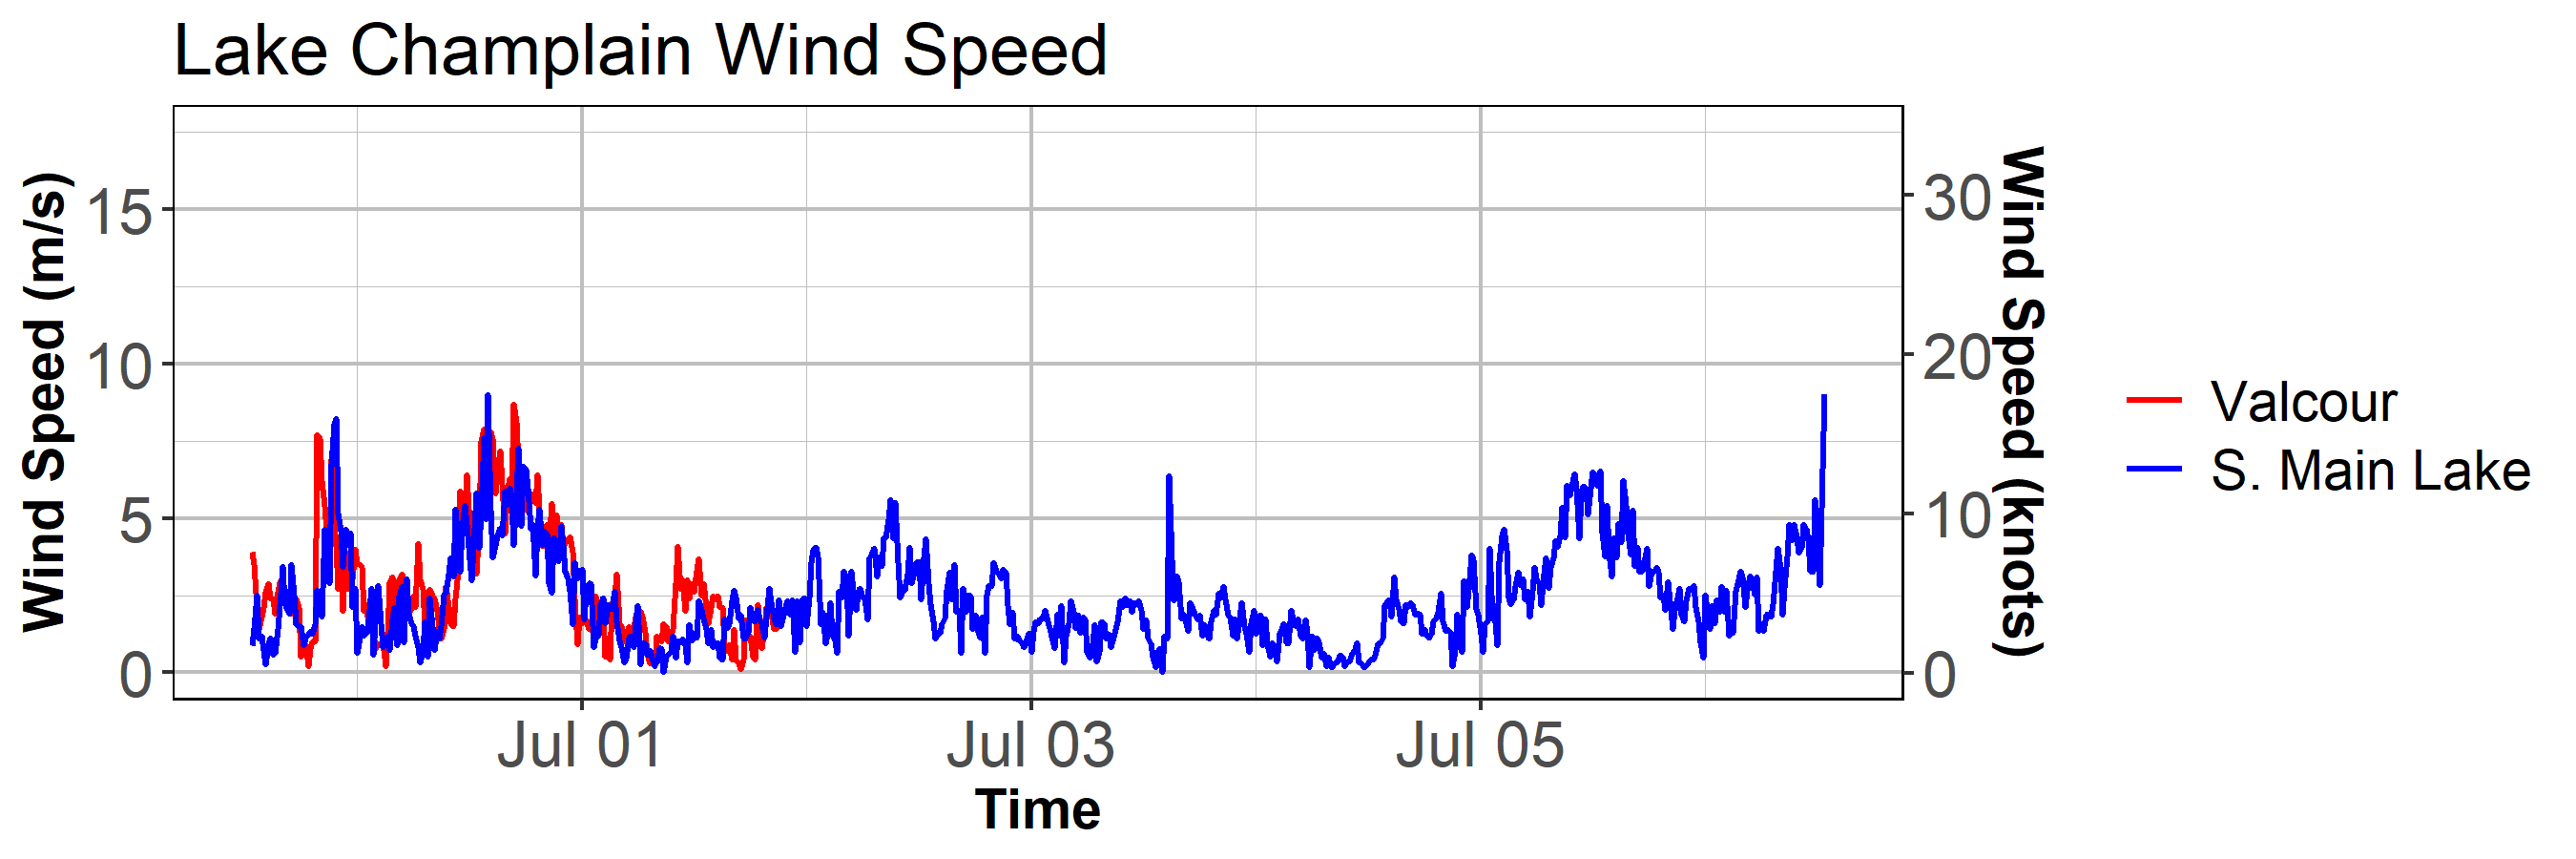 Lake Champlain Wind Speed
Wind Speed (m/s)
15
10
5
0
30
20
10
0
Wind Speed (knots)
Jul 01
Jul 03
Jul 05
Time
Valcour
S. Main Lake